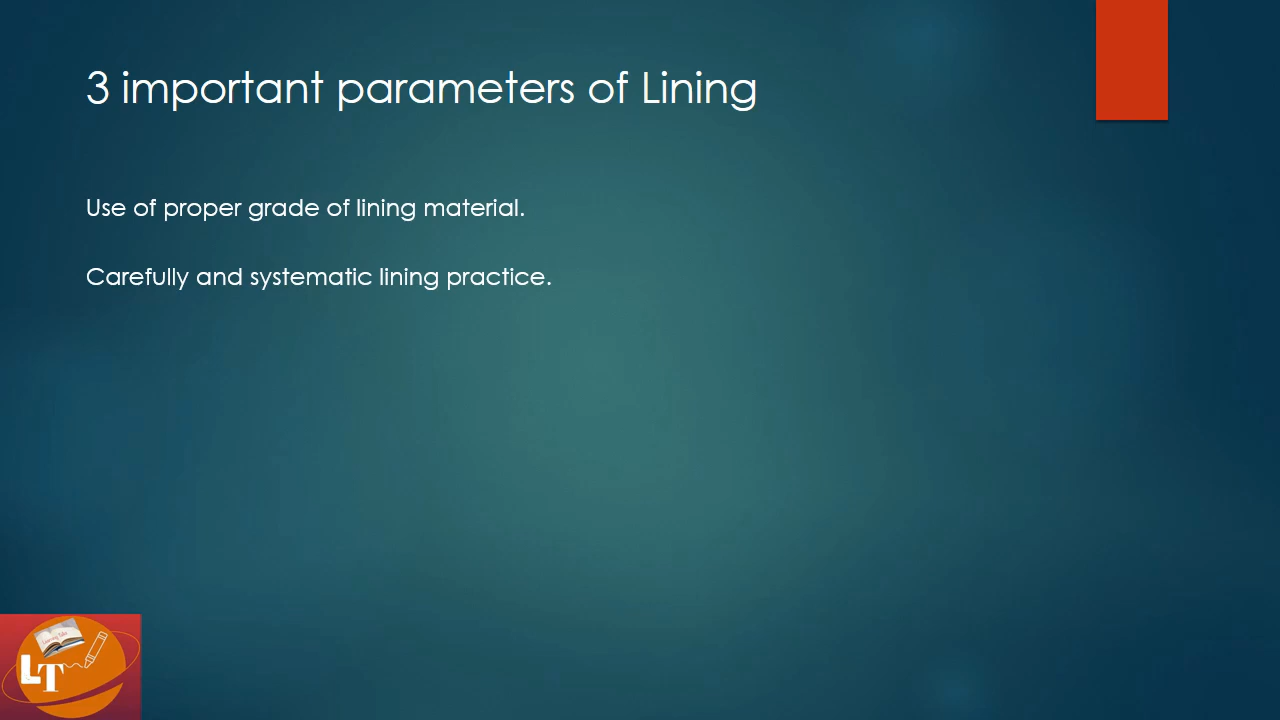 3 important parameters of Lining
Use of proper grade of lining material.
Carefully and systematic lining practice.
LT